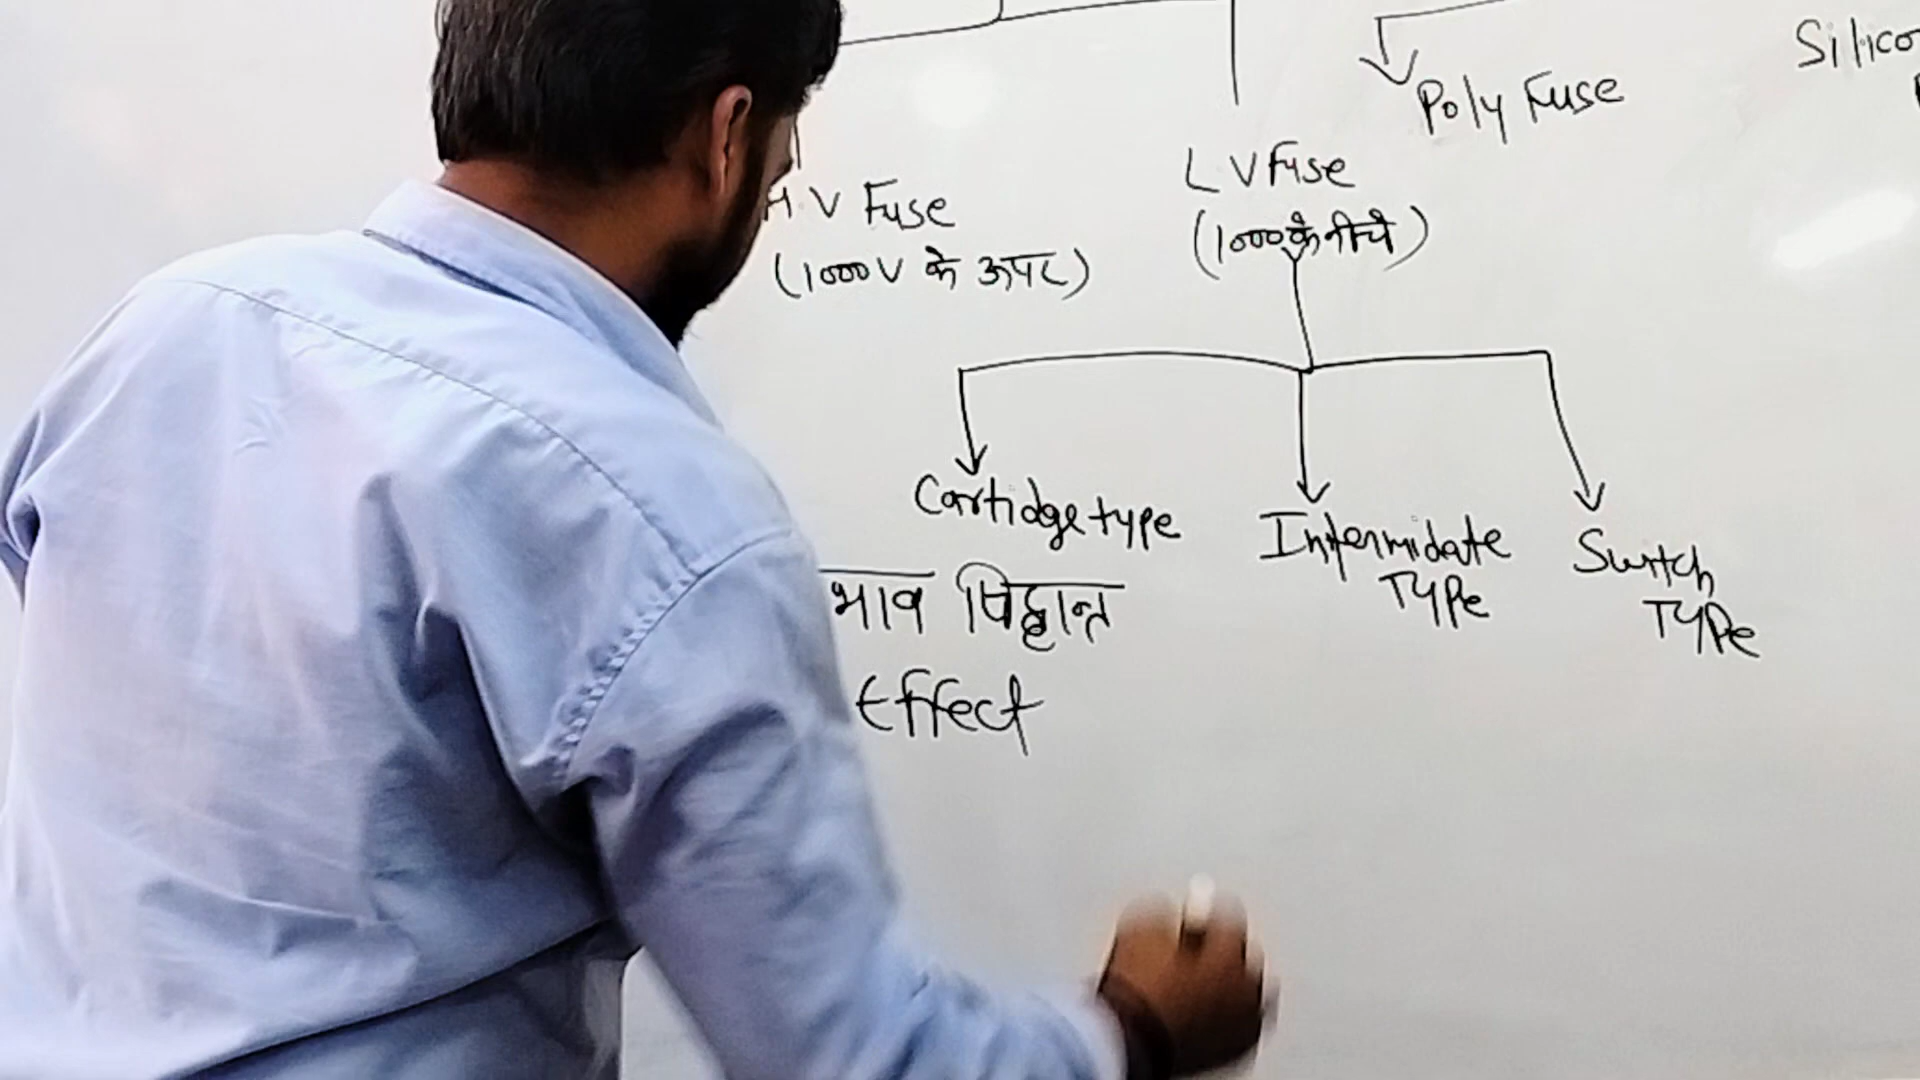 Silico
Poly Fuse
L V Fuse
(1000 के नीचे)
H.V Fuse
(1000V के ऊपर)
Cartidge type
Intermidate
TYPe
Switch
TYPe
भाव सिद्धान्त
Effect